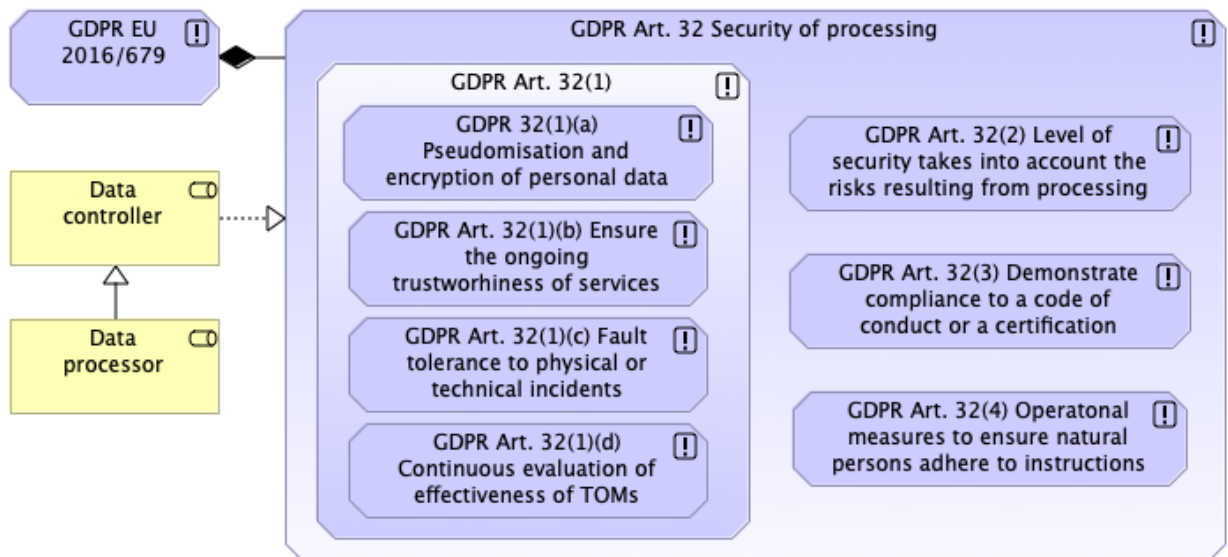 GDPR EU
2016/679
GDPR Art. 32 Security of processing
GDPR Art. 32(1)
GDPR 32(1)(a)
Pseudomisation and
encryption of personal data
GDPR Art. 32(1)(b) Ensure
the ongoing
trustworhiness of services
GDPR Art. 32(1)(c) Fault
tolerance to physical or
technical incidents
GDPR Art. 32(1)(d)
Continuous evaluation of
effectiveness of TOMs
GDPR Art. 32(2) Level of
security takes into account the
risks resulting from processing
GDPR Art. 32(3) Demonstrate
compliance to a code of
conduct or a certification
GDPR Art. 32(4) Operatonal
measures to ensure natural
persons adhere to instructions
Data
controller
Data
processor